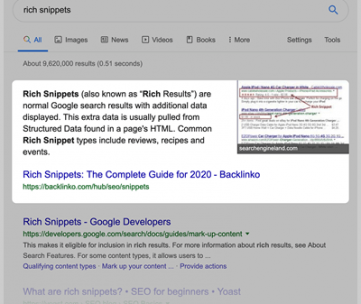 rich snippets
All
Images
News
Videos
Books
More
Settings
Tools
About 9,620,000 results (0.51 seconds)
Rich Snippets (also known as "Rich Results") are
normal Google search results with additional data
displayed. This extra data is usually pulled from
Structured Data found in a page's HTML. Common
Rich Snippet types include reviews, recipes and
events.
searchengineland.com
Rich Snippets: The Complete Guide for 2020 - Backlinko
https://backlinko.com/hub/seo/snippets
Rich Snippets - Google Developers
https://developers.google.com/search/docs/guides/mark-up-content
This makes it eligible for inclusion in rich results. For more information about rich results, see About
Search Features. For some content types, it allows users to ...
Qualifying content types · Mark up your content ... · Provide actions
What are rich snippets? • SEO for beginners • Yoast